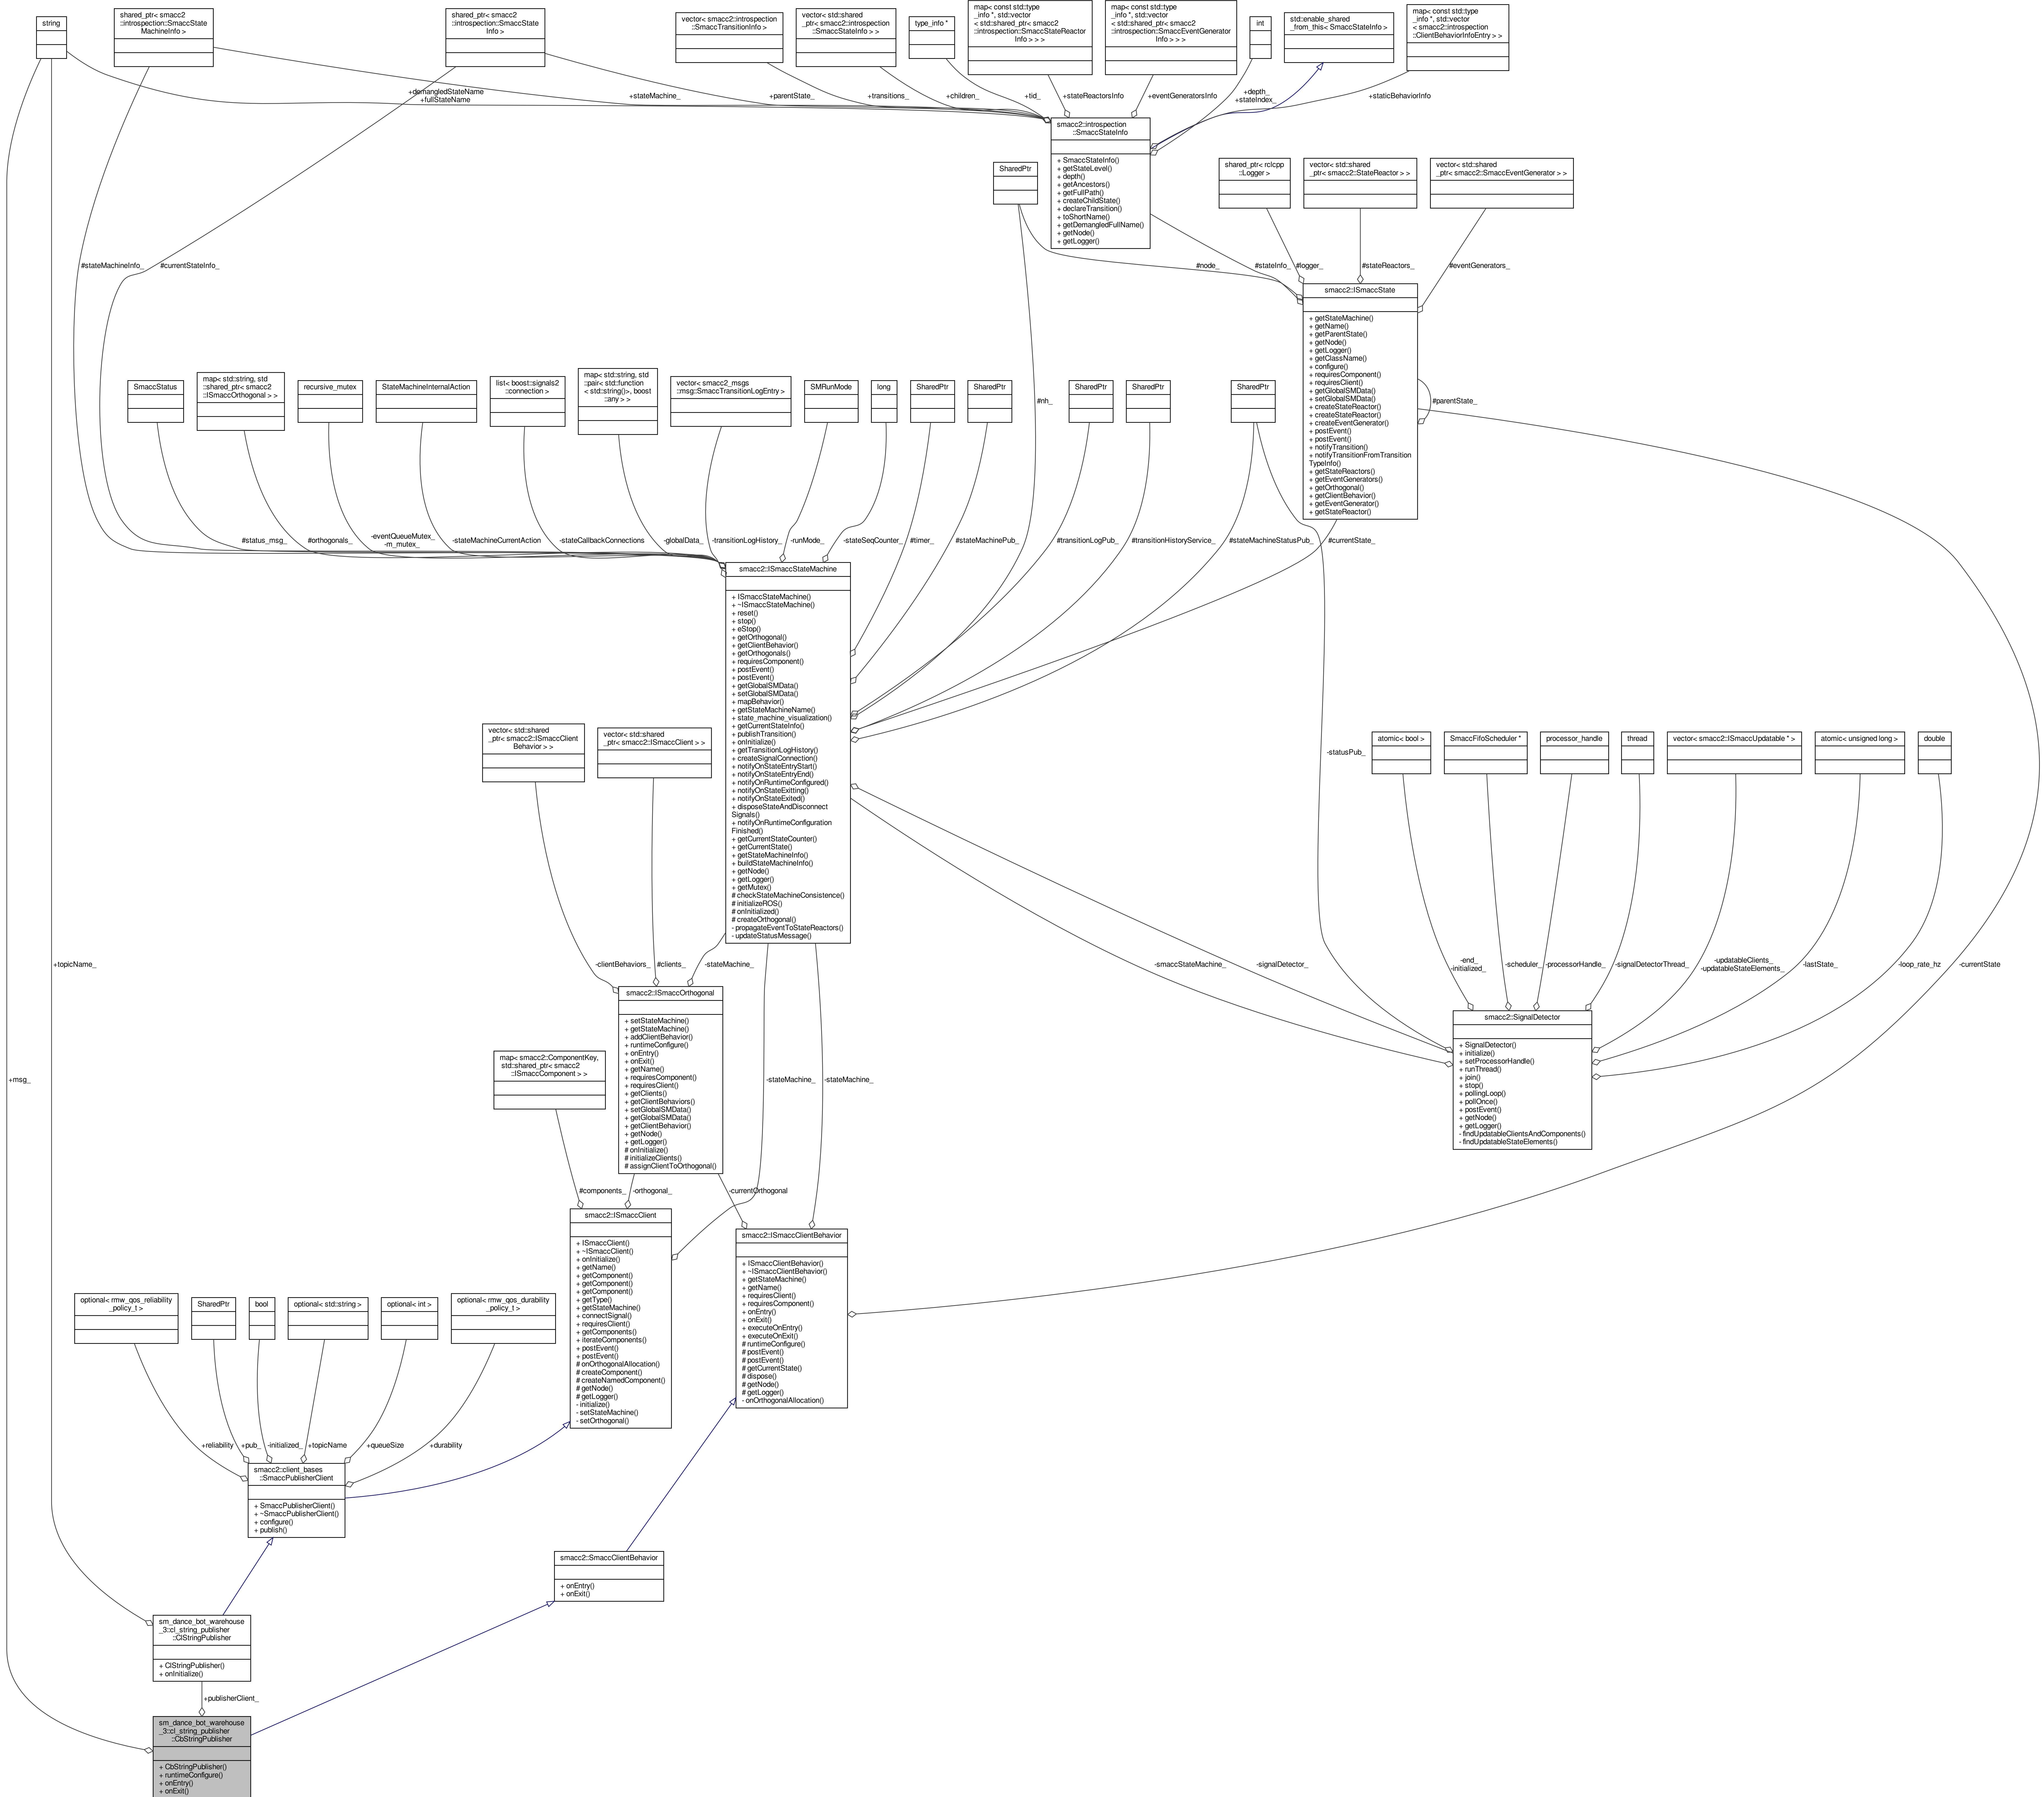 string
shared_ptr< smacc2
::introspection::SmaccState
MachineInfo >
shared_ptr< smacc2
::introspection::SmaccState
Info >
vector< smacc2::introspection
::SmaccTransitionInfo >
vector< std::shared
_ptr< smacc2::introspection
::SmaccStateInfo > >
type_info *
map< const std::type
_info *, std::vector
< std::shared_ptr< smacc2
::introspection::SmaccStateReactor
Info > > >
map< const std::type
_info *, std::vector
< std::shared_ptr< smacc2
::introspection::SmaccEventGenerator
Info > > >
int
std::enable_shared
_from_this< SmaccStateInfo >
map< const std::type
_info *, std::vector
< smacc2::introspection
::ClientBehaviorInfoEntry > >
+demangledStateName
+fullStateName
+stateMachine_
+parentState_
+transitions_
+children_
+tid_
+stateReactorsInfo
+eventGeneratorsInfo
+depth_
+stateIndex_
+staticBehaviorInfo
smacc2::introspection
::SmaccStateInfo
+ SmaccStateInfo()
+ getStateLevel()
+ depth()
+ getAncestors()
+ getFullPath()
+ createChildState()
+ declareTransition()
+ toShortName()
+ getDemangledFullName()
+ getNode()
+ getLogger()
SharedPtr
shared_ptr< rclcpp
::Logger >
vector< std::shared
_ptr< smacc2::StateReactor > >
vector< std::shared
_ptr< smacc2::SmaccEventGenerator > >
#stateMachineInfo_
#currentStateInfo_
#node_
#stateInfo_
#logger_
#stateReactors_
#eventGenerators_
smacc2::ISmaccState
+ getStateMachine()
+ getName()
+ getParentState()
+ getNode()
+ getLogger()
+ getClassName()
+ configure()
+ requiresComponent()
+ requiresClient()
+ getGlobalSMData()
+ setGlobalSMData()
+ createStateReactor()
+ createStateReactor()
+ createEventGenerator()
+ postEvent()
+ postEvent()
+ notifyTransition()
+ notifyTransitionFromTransition
TypeInfo()
+ getStateReactors()
+ getEventGenerators()
+ getOrthogonal()
+ getClientBehavior()
+ getEventGenerator()
+ getStateReactor()
#parentState_
SmaccStatus
map< std::string, std
::shared_ptr< smacc2
::ISmaccOrthogonal > >
recursive_mutex
StateMachineInternalAction
list< boost::signals2
::connection >
map< std::string, std
::pair< std::function
< std::string()>, boost
::any > >
vector< smacc2_msgs
::msg::SmaccTransitionLogEntry >
SMRunMode
long
SharedPtr
SharedPtr
#nh_
SharedPtr
SharedPtr
SharedPtr
#status_msg_
#orthogonals_
-eventQueueMutex_
-m_mutex_
-stateMachineCurrentAction
-stateCallbackConnections
-globalData_
-transitionLogHistory_
-runMode_
-stateSeqCounter_
#timer_
#stateMachinePub_
#transitionLogPub_
#transitionHistoryService_
#stateMachineStatusPub_
#currentState_
smacc2::ISmaccStateMachine
+ ISmaccStateMachine()
+ ~ISmaccStateMachine()
+ reset()
+ stop()
+ eStop()
+ getOrthogonal()
+ getClientBehavior()
+ getOrthogonals()
+ requiresComponent()
+ postEvent()
+ postEvent()
+ getGlobalSMData()
+ setGlobalSMData()
+ mapBehavior()
+ getStateMachineName()
+ state_machine_visualization()
+ getCurrentStateInfo()
+ publishTransition()
+ onInitialize()
+ getTransitionLogHistory()
+ createSignalConnection()
+ notifyOnStateEntryStart()
+ notifyOnStateEntryEnd()
+ notifyOnRuntimeConfigured()
+ notifyOnStateExitting()
+ notifyOnStateExited()
+ disposeStateAndDisconnect
Signals()
+ notifyOnRuntimeConfiguration
Finished()
+ getCurrentStateCounter()
+ getCurrentState()
+ getStateMachineInfo()
+ buildStateMachineInfo()
+ getNode()
+ getLogger()
+ getMutex()
# checkStateMachineConsistence()
# initializeROS()
# onInitialized()
# createOrthogonal()
- propagateEventToStateReactors()
- updateStatusMessage()
vector< std::shared
_ptr< smacc2::ISmaccClient
Behavior > >
vector< std::shared
_ptr< smacc2::ISmaccClient > >
-statusPub_
atomic< bool >
SmaccFifoScheduler *
processor_handle
thread
vector< smacc2::ISmaccUpdatable * >
atomic< unsigned long >
double
+topicName_
-clientBehaviors_
#clients_
-stateMachine_
-smaccStateMachine_
-signalDetector_
-end_
-initialized_
-scheduler_
-processorHandle_
-signalDetectorThread_
-updatableClients_
-updatableStateElements_
-lastState_
-loop_rate_hz
-currentState
smacc2::ISmaccOrthogonal
+ setStateMachine()
+ getStateMachine()
+ addClientBehavior()
+ runtimeConfigure()
+ onEntry()
+ onExit()
+ getName()
+ requiresComponent()
+ requiresClient()
+ getClients()
+ getClientBehaviors()
+ setGlobalSMData()
+ getGlobalSMData()
+ getClientBehavior()
+ getNode()
+ getLogger()
# onInitialize()
# initializeClients()
# assignClientToOrthogonal()
smacc2::SignalDetector
+ SignalDetector()
+ initialize()
+ setProcessorHandle()
+ runThread()
+ join()
+ stop()
+ pollingLoop()
+ pollOnce()
+ postEvent()
+ getNode()
+ getLogger()
- findUpdatableClientsAndComponents()
- findUpdatableStateElements()
+msg_
map< smacc2::ComponentKey,
std::shared_ptr< smacc2
::ISmaccComponent > >
-stateMachine_
-stateMachine_
#components_
-orthogonal_
-currentOrthogonal
smacc2::ISmaccClient
+ ISmaccClient()
+ ~ISmaccClient()
+ onInitialize()
+ getName()
+ getComponent()
+ getComponent()
+ getComponent()
+ getType()
+ getStateMachine()
+ connectSignal()
+ requiresClient()
+ getComponents()
+ iterateComponents()
+ postEvent()
+ postEvent()
# onOrthogonalAllocation()
# createComponent()
# createNamedComponent()
# getNode()
# getLogger()
- initialize()
- setStateMachine()
- setOrthogonal()
smacc2::ISmaccClientBehavior
+ ISmaccClientBehavior()
+ ~ISmaccClientBehavior()
+ getStateMachine()
+ getName()
+ requiresClient()
+ requiresComponent()
+ onEntry()
+ onExit()
+ executeOnEntry()
+ executeOnExit()
# runtimeConfigure()
# postEvent()
# postEvent()
# getCurrentState()
# dispose()
# getNode()
# getLogger()
- onOrthogonalAllocation()
optional< rmw_qos_reliability
_policy_t >
SharedPtr
bool
optional< std::string >
optional< int >
optional< rmw_qos_durability
_policy_t >
+reliability
+pub_
-initialized_
+topicName
+queueSize
+durability
smacc2::client_bases
::SmaccPublisherClient
+ SmaccPublisherClient()
+ ~SmaccPublisherClient()
+ configure()
+ publish()
smacc2::SmaccClientBehavior
+ onEntry()
+ onExit()
sm_dance_bot_warehouse
_3::cl_string_publisher
::ClStringPublisher
+ ClStringPublisher()
+ onInitialize()
+publisherClient_
sm_dance_bot_warehouse
_3::cl_string_publisher
::CbStringPublisher
+ CbStringPublisher()
+ runtimeConfigure()
+ onEntry()
+ onExit()